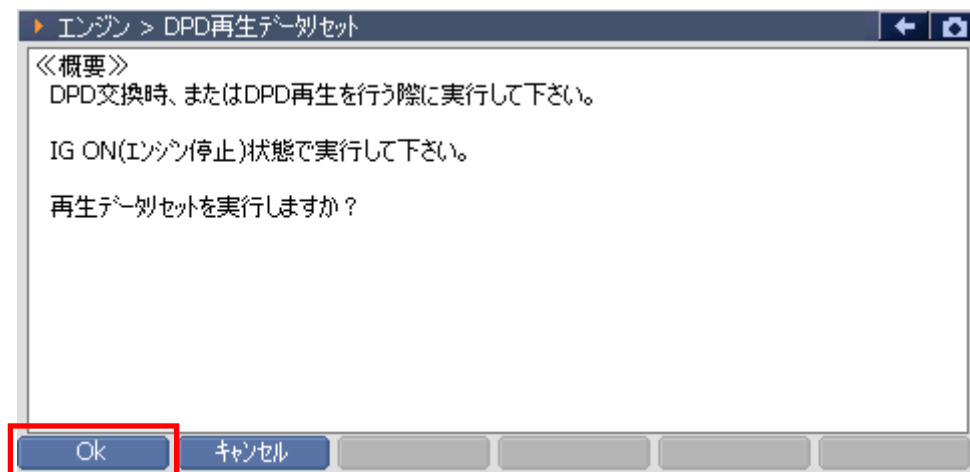 エンジン > DPD再生ﾃﾞｰﾀﾘｾｯﾄ
≪概要≫
DPD交換時、またはDPD再生を行う際に実行して下さい。
IG ON(ｴﾝｼﾞﾝ停止)状態で実行して下さい。
再生ﾃﾞｰﾀﾘｾｯﾄを実行しますか？
Ok
ｷｬﾝｾﾙ